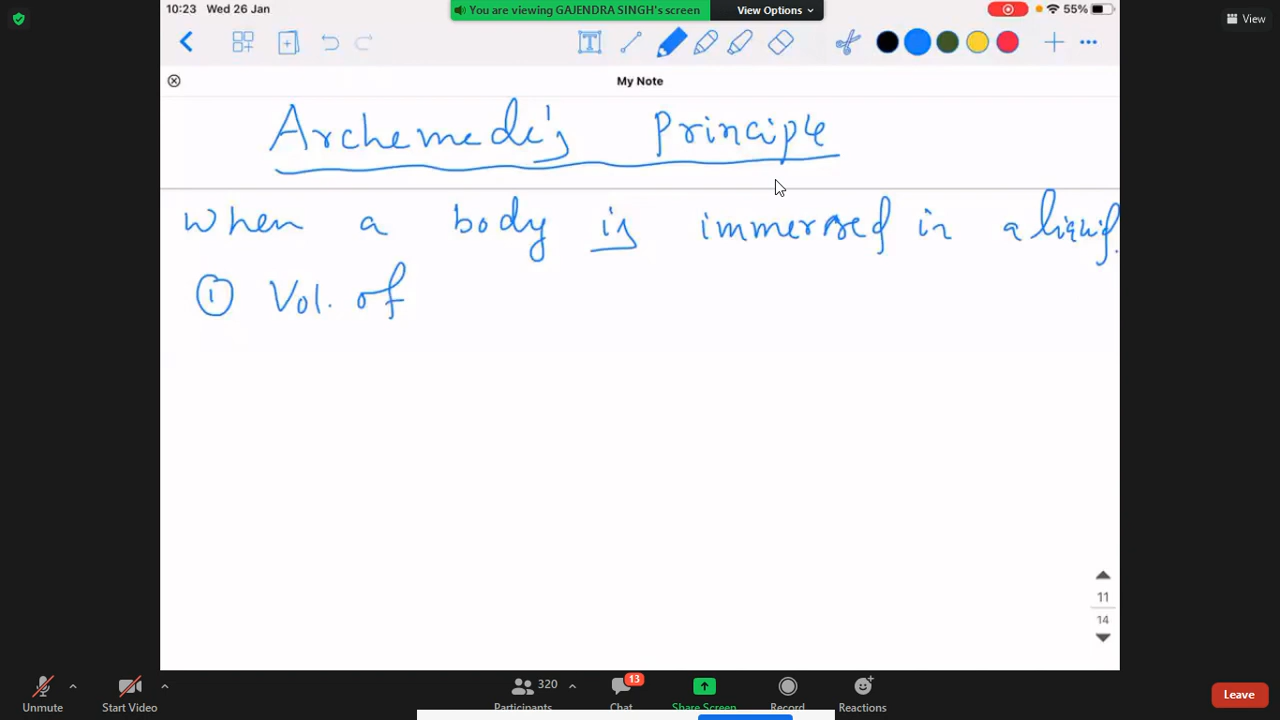 10:23 Wed 26 Jan
You are viewing GAJENDRA SINGH's screen
View Options
55%
View
My Note
Archemede's Principle
When a body is immersed in a liquid.
① Vol. of
11
14
Unmute
Start Video
320
Participants
13
Chat
Share Screen
Record
Reactions
Leave